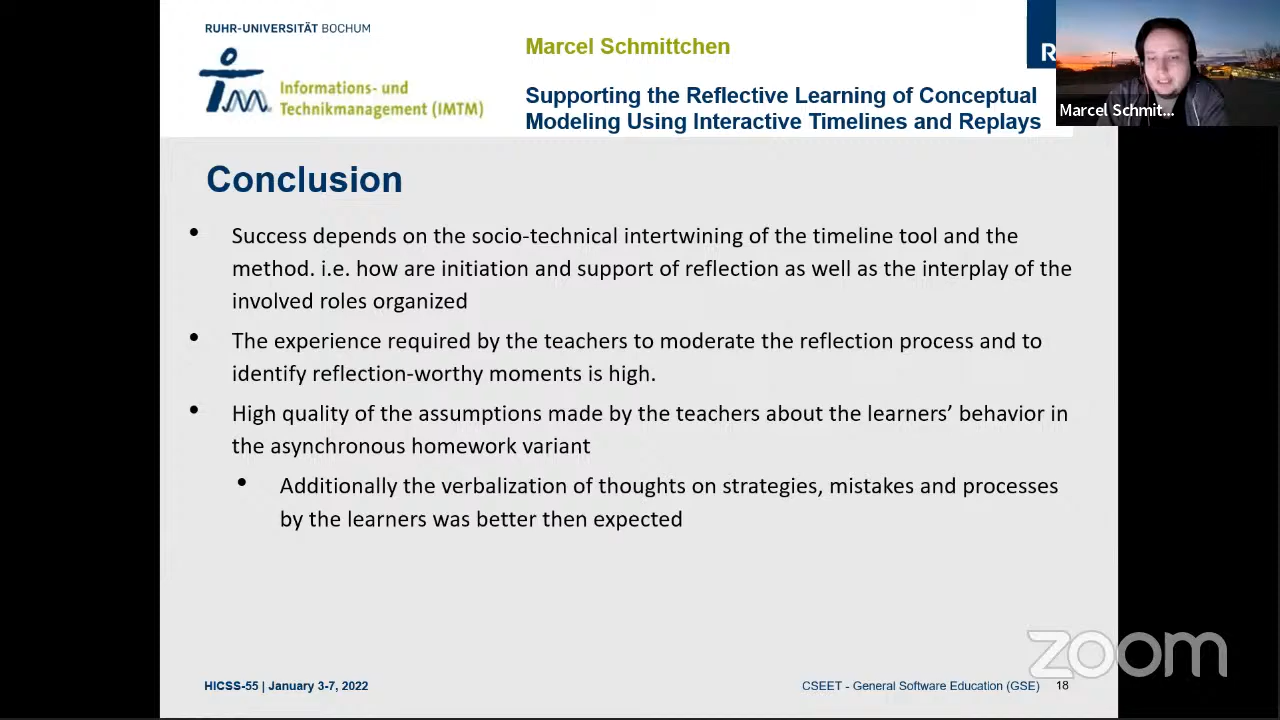 RUHR-UNIVERSITÄT BOCHUM
Informations- und
Technikmanagement (IMTM)
Marcel Schmittchen
Supporting the Reflective Learning of Conceptual
Modeling Using Interactive Timelines and Replays
R
Marcel Schmit...
Conclusion
• Success depends on the socio-technical intertwining of the timeline tool and the
method. i.e. how are initiation and support of reflection as well as the interplay of the
involved roles organized
• The experience required by the teachers to moderate the reflection process and to
identify reflection-worthy moments is high.
• High quality of the assumptions made by the teachers about the learners’ behavior in
the asynchronous homework variant
• Additionally the verbalization of thoughts on strategies, mistakes and processes
by the learners was better then expected
zoom
HICSS-55 | January 3-7, 2022
CSEET - General Software Education (GSE) 18